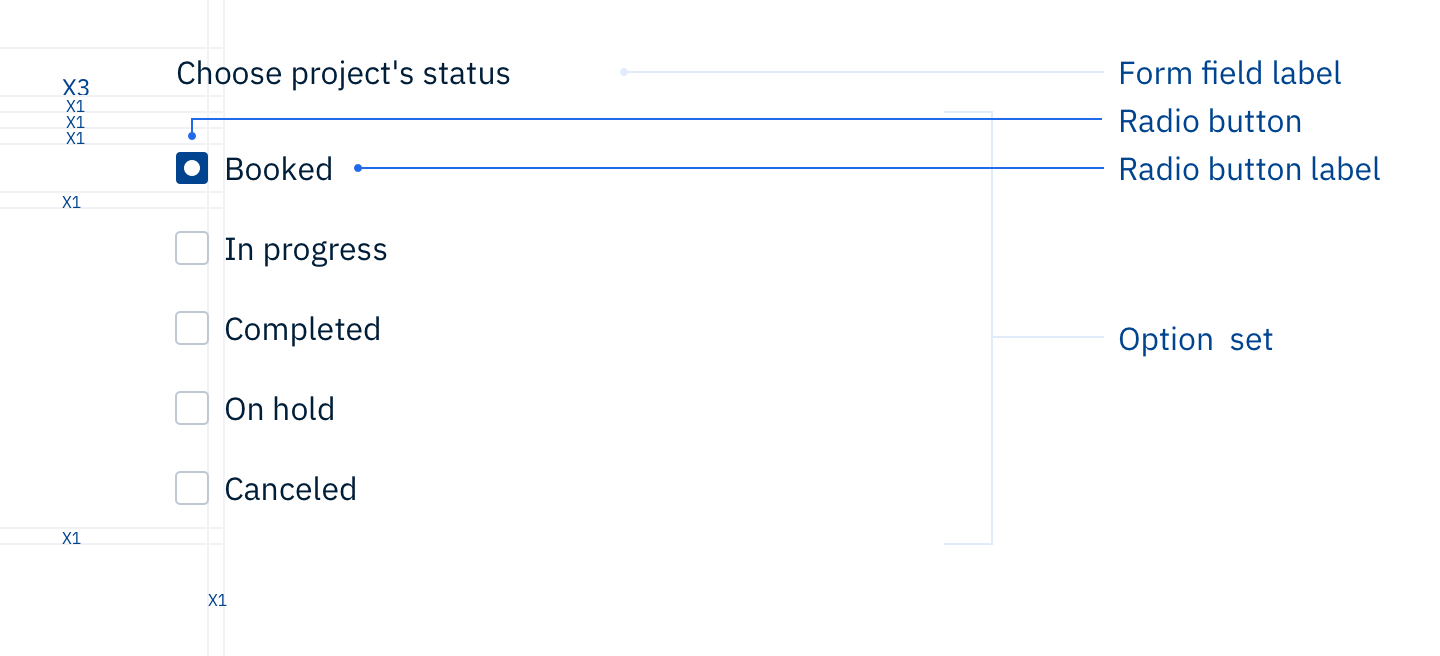 Choose project's status
Form field label
X3
X1
X1
Radio button
X1
Booked
Radio button label
X1
In progress
Completed
Option  set
On hold
Canceled
X1
X1